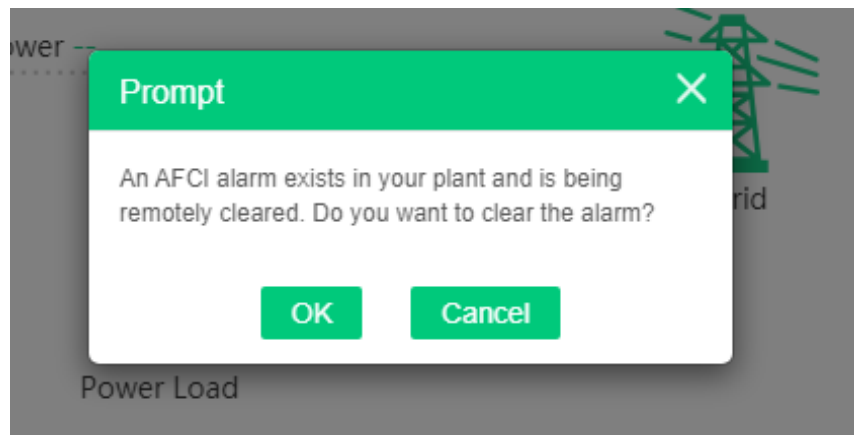 ower --
Prompt
An AFCI alarm exists in your plant and is being
remotely cleared. Do you want to clear the alarm?
rid
OK Cancel
Power Load